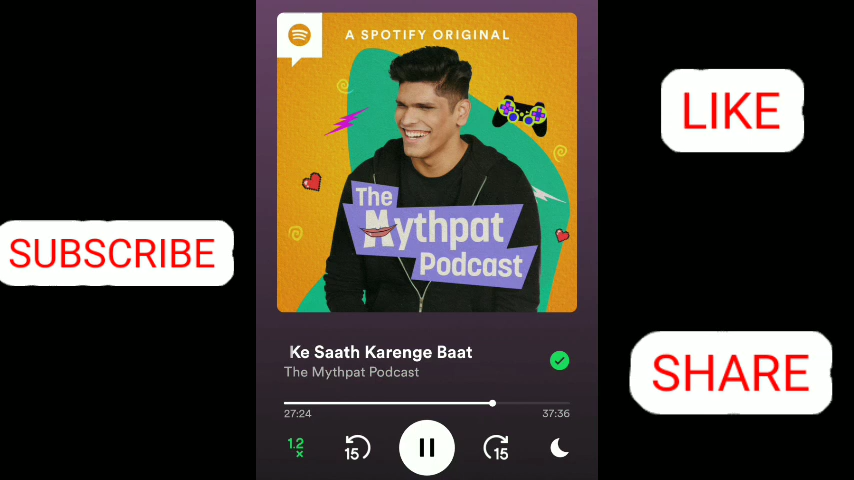 A SPOTIFY ORIGINAL
The
Mythpat
Podcast
SUBSCRIBE
LIKE
SHARE
Ke Saath Karenge Baat
The Mythpat Podcast
27:24
37:36
1.2x
15
15